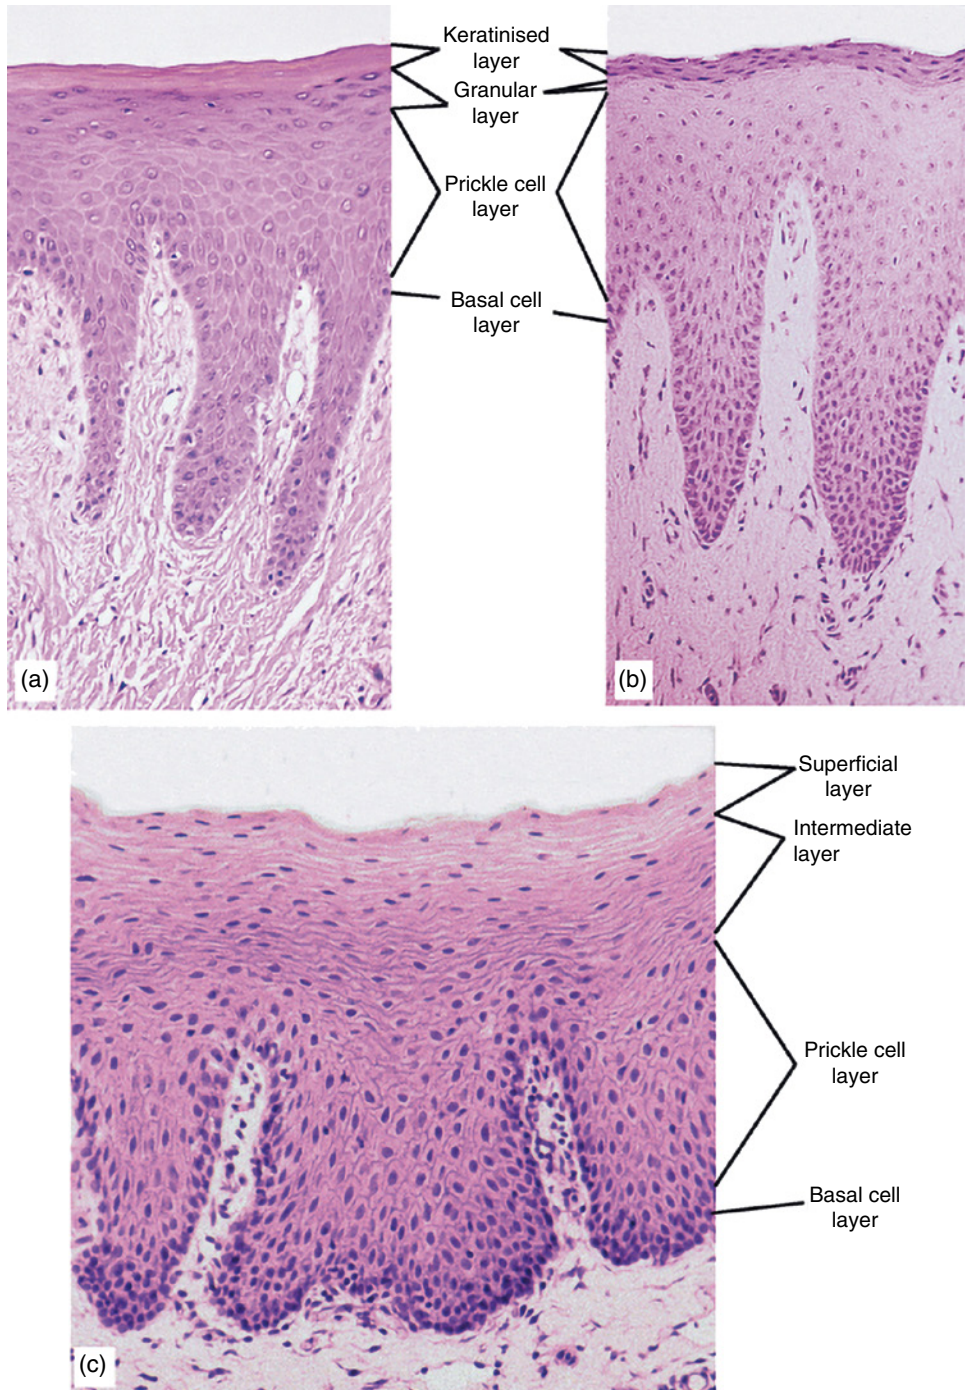 Keratinised
layer
Granular
layer
Prickle cell
layer
Basal cell
layer
(a)
(b)
Superficial
layer
Intermediate
layer
Prickle cell
layer
Basal cell
layer
(c)